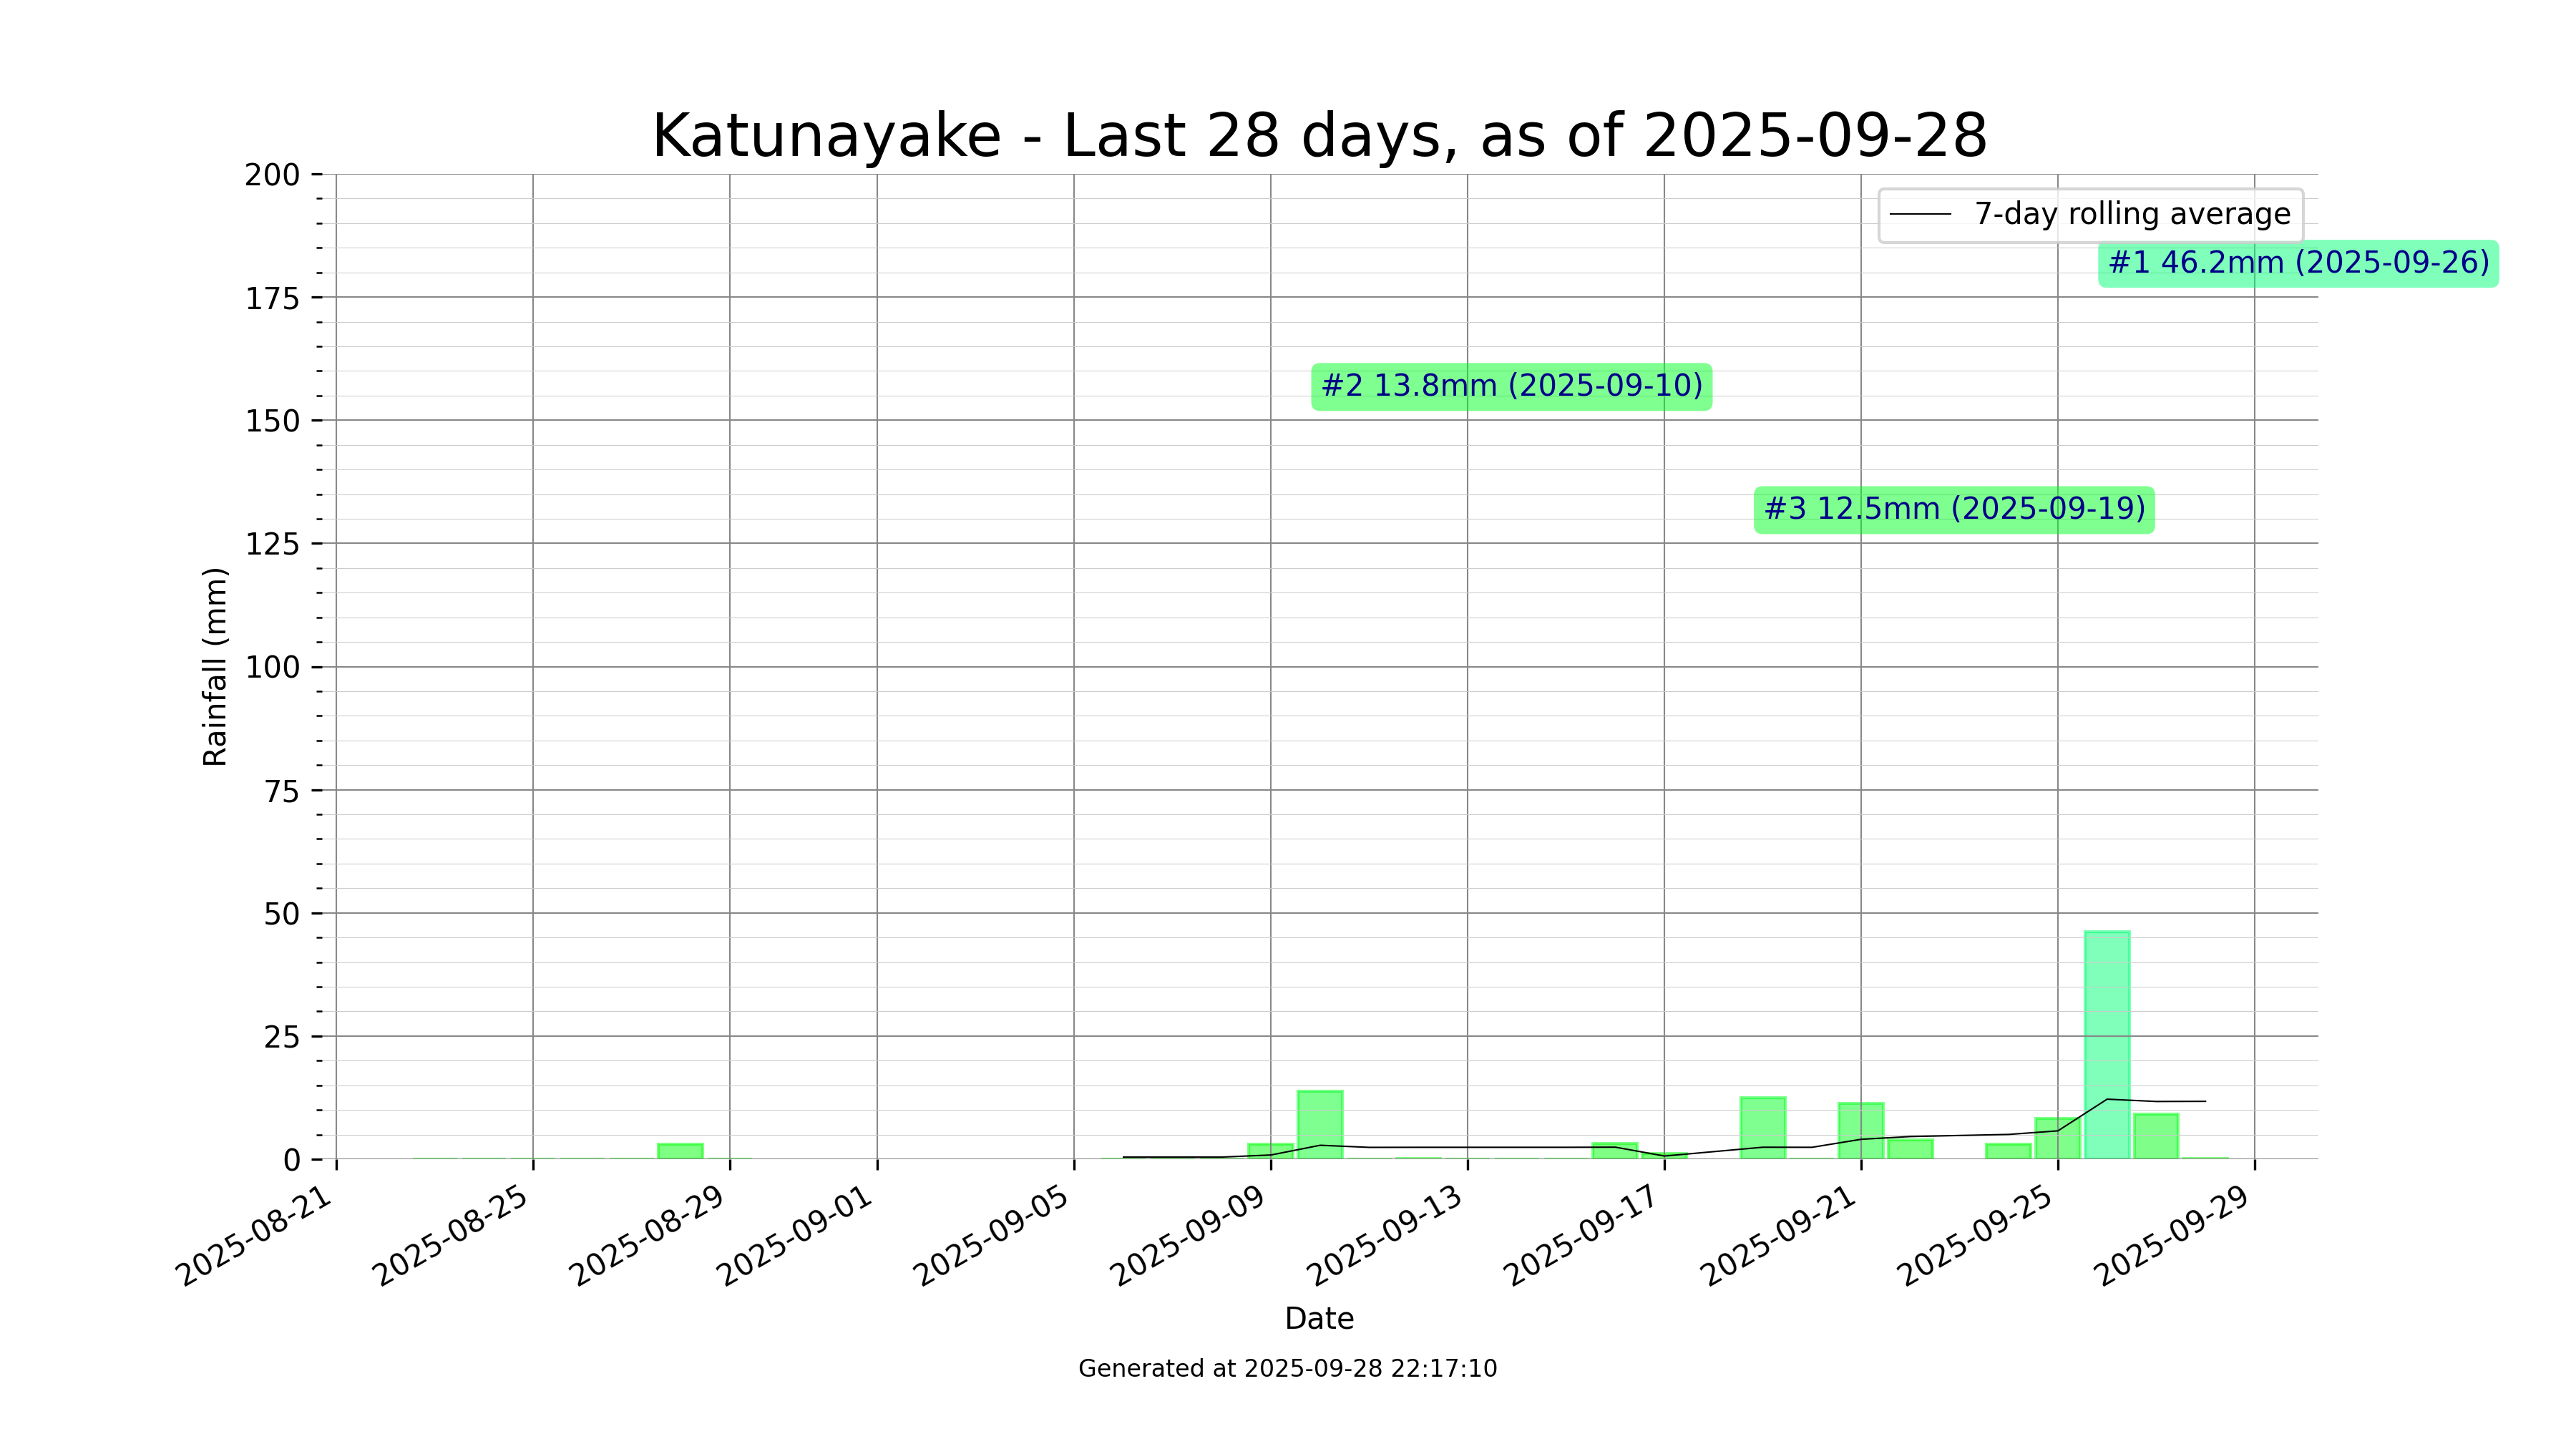 Katunayake - Last 28 days, as of 2025-09-28
200
175
150
125
100
75
50
25
0
Rainfall (mm)
7-day rolling average
#1 46.2mm (2025-09-26)
#2 13.8mm (2025-09-10)
#3 12.5mm (2025-09-19)
2025-08-21
2025-08-25
2025-08-29
2025-09-01
2025-09-05
2025-09-09
2025-09-13
2025-09-17
2025-09-21
2025-09-25
2025-09-29
Date
Generated at 2025-09-28 22:17:10